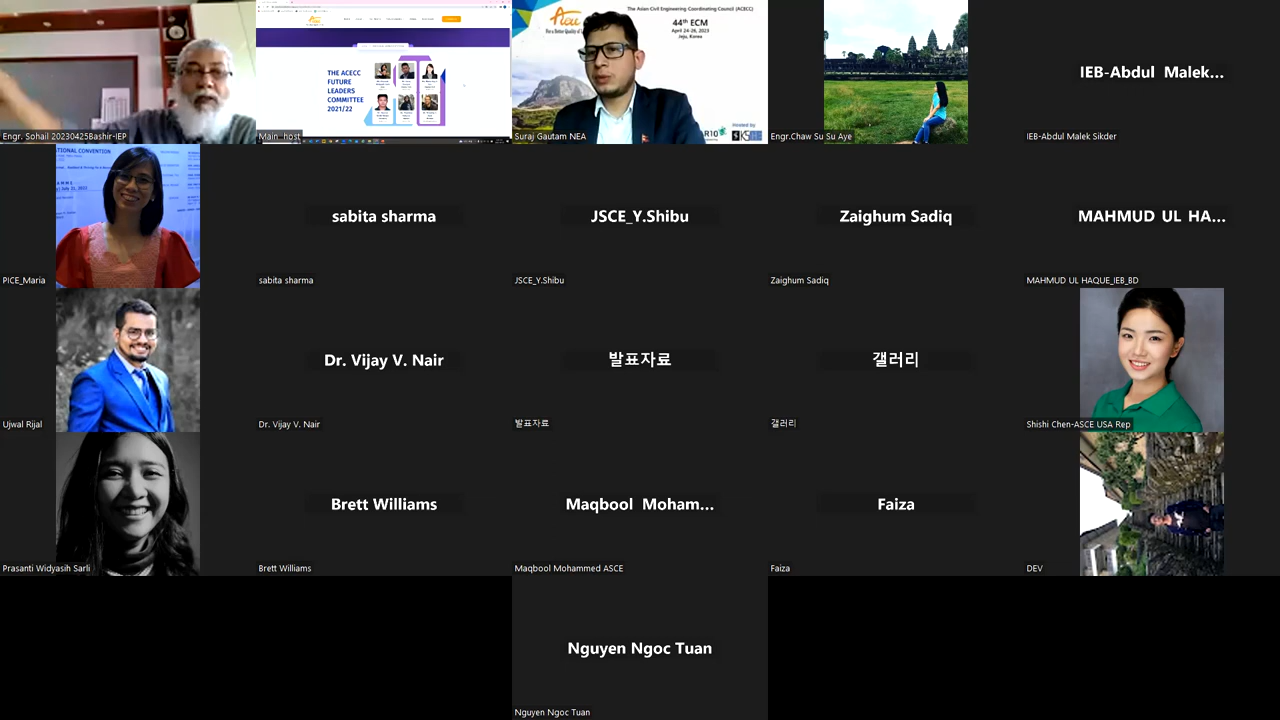 Engr. Sohail 20230425Bashir-IEP
THE ACECC
FUTURE
LEADERS
COMMITTEE
2021/22
Main_host
The Asian Civil Engineering Coordinating Council (ACECC)
44th ECM
April 24-26, 2023
Jeju, Korea
Hosted by
Suraj Gautam NEA
Engr.Chaw Su Su Aye
IEB-Abdul Malek...
IEB-Abdul Malek Sikder
PICE_Maria
sabita sharma
sabita sharma
JSCE_Y.Shibu
JSCE_Y.Shibu
Zaighum Sadiq
Zaighum Sadiq
MAHMUD UL HA...
MAHMUD UL HAQUE_IEB_BD
Ujwal Rijal
Dr. Vijay V. Nair
Dr. Vijay V. Nair
발표자료
발표자료
갤러리
갤러리
Shishi Chen-ASCE USA Rep
Prasanti Widyasih Sarli
Brett Williams
Brett Williams
Maqbool Moham...
Maqbool Mohammed ASCE
Faiza
Faiza
DEV
Nguyen Ngoc Tuan
Nguyen Ngoc Tuan